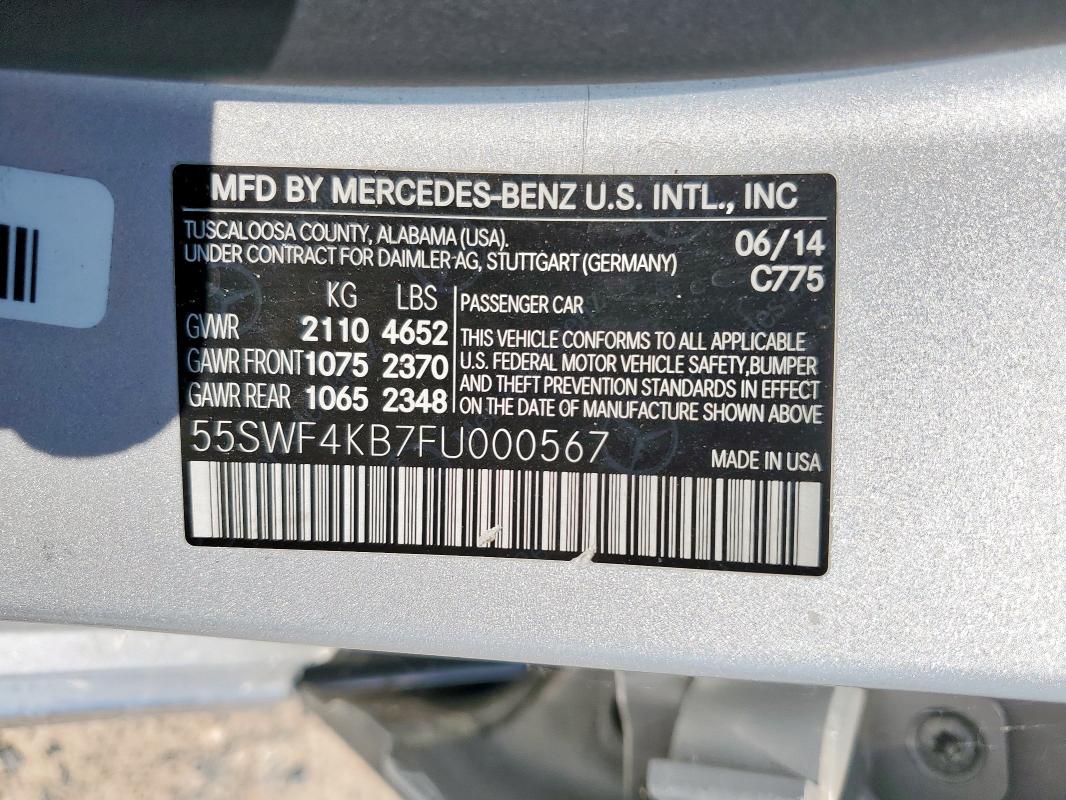 MFD BY MERCEDES-BENZ U.S. INTL., INC
TUSCALOOSA COUNTY, ALABAMA (USA).
UNDER CONTRACT FOR DAIMLER AG, STUTTGART (GERMANY)
06/14
C775
KG LBS
GVWR 2110 4652
GAWR FRONT 1075 2370
GAWR REAR 1065 2348
PASSENGER CAR
THIS VEHICLE CONFORMS TO ALL APPLICABLE
U.S. FEDERAL MOTOR VEHICLE SAFETY,BUMPER
AND THEFT PREVENTION STANDARDS IN EFFECT
ON THE DATE OF MANUFACTURE SHOWN ABOVE
55SWF4KB7FU000567
MADE IN USA